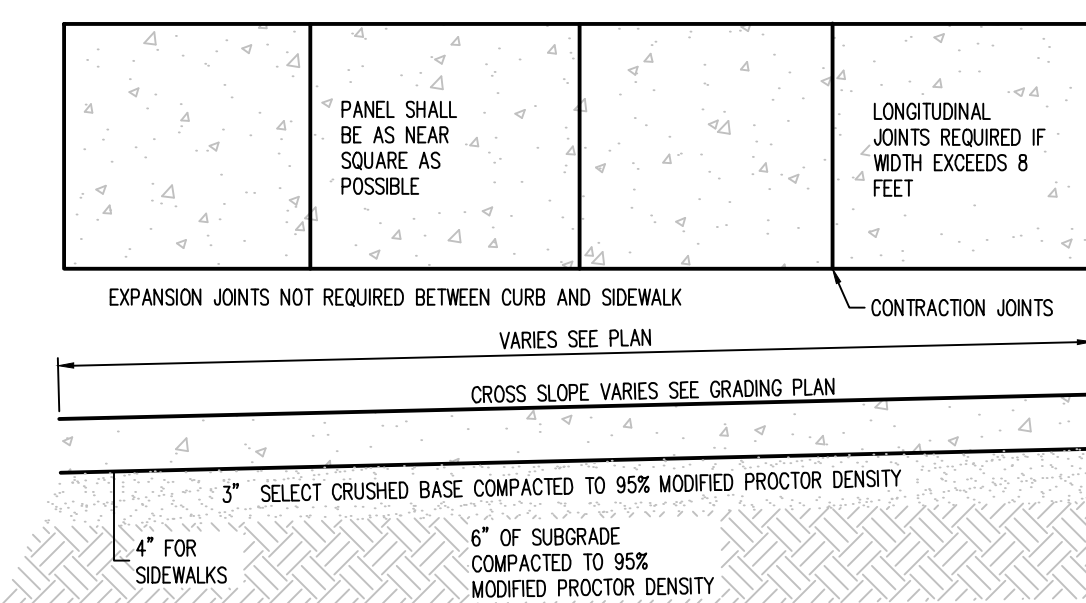 PANEL SHALL
BE AS NEAR
SQUARE AS
POSSIBLE
LONGITUDINAL
JOINTS REQUIRED IF
WIDTH EXCEEDS 8
FEET
EXPANSION JOINTS NOT REQUIRED BETWEEN CURB AND SIDEWALK
CONTRACTION JOINTS
VARIES SEE PLAN
CROSS SLOPE VARIES SEE GRADING PLAN
3" SELECT CRUSHED BASE COMPACTED TO 95% MODIFIED PROCTOR DENSITY
4" FOR
SIDEWALKS
6" OF SUBGRADE
COMPACTED TO 95%
MODIFIED PROCTOR DENSITY